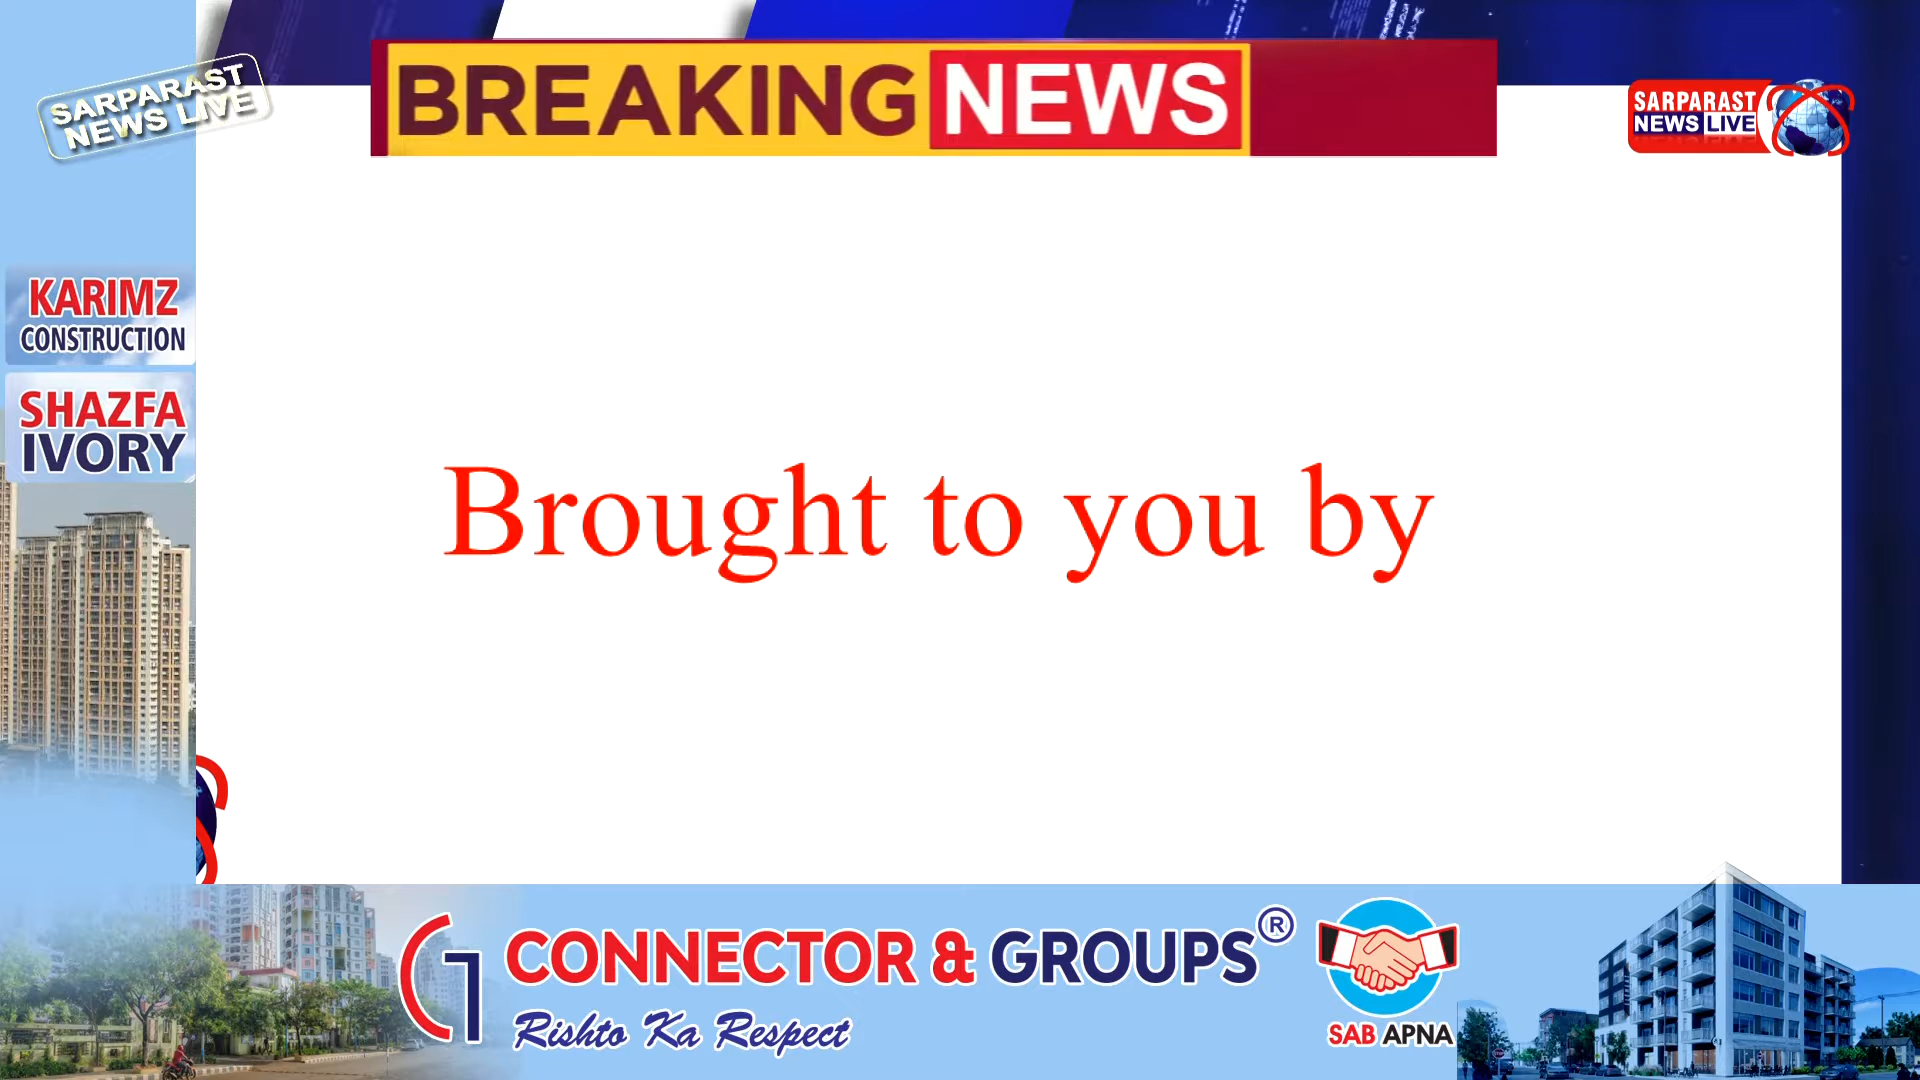 SARPARAST
NEWS LIVE
BREAKING NEWS
SARPARAST
NEWS LIVE
KARIMZ
CONSTRUCTION
SHAZFA
IVORY
Brought to you by
CONNECTOR & GROUPS®
Rishto Ka Respect
SAB APNA